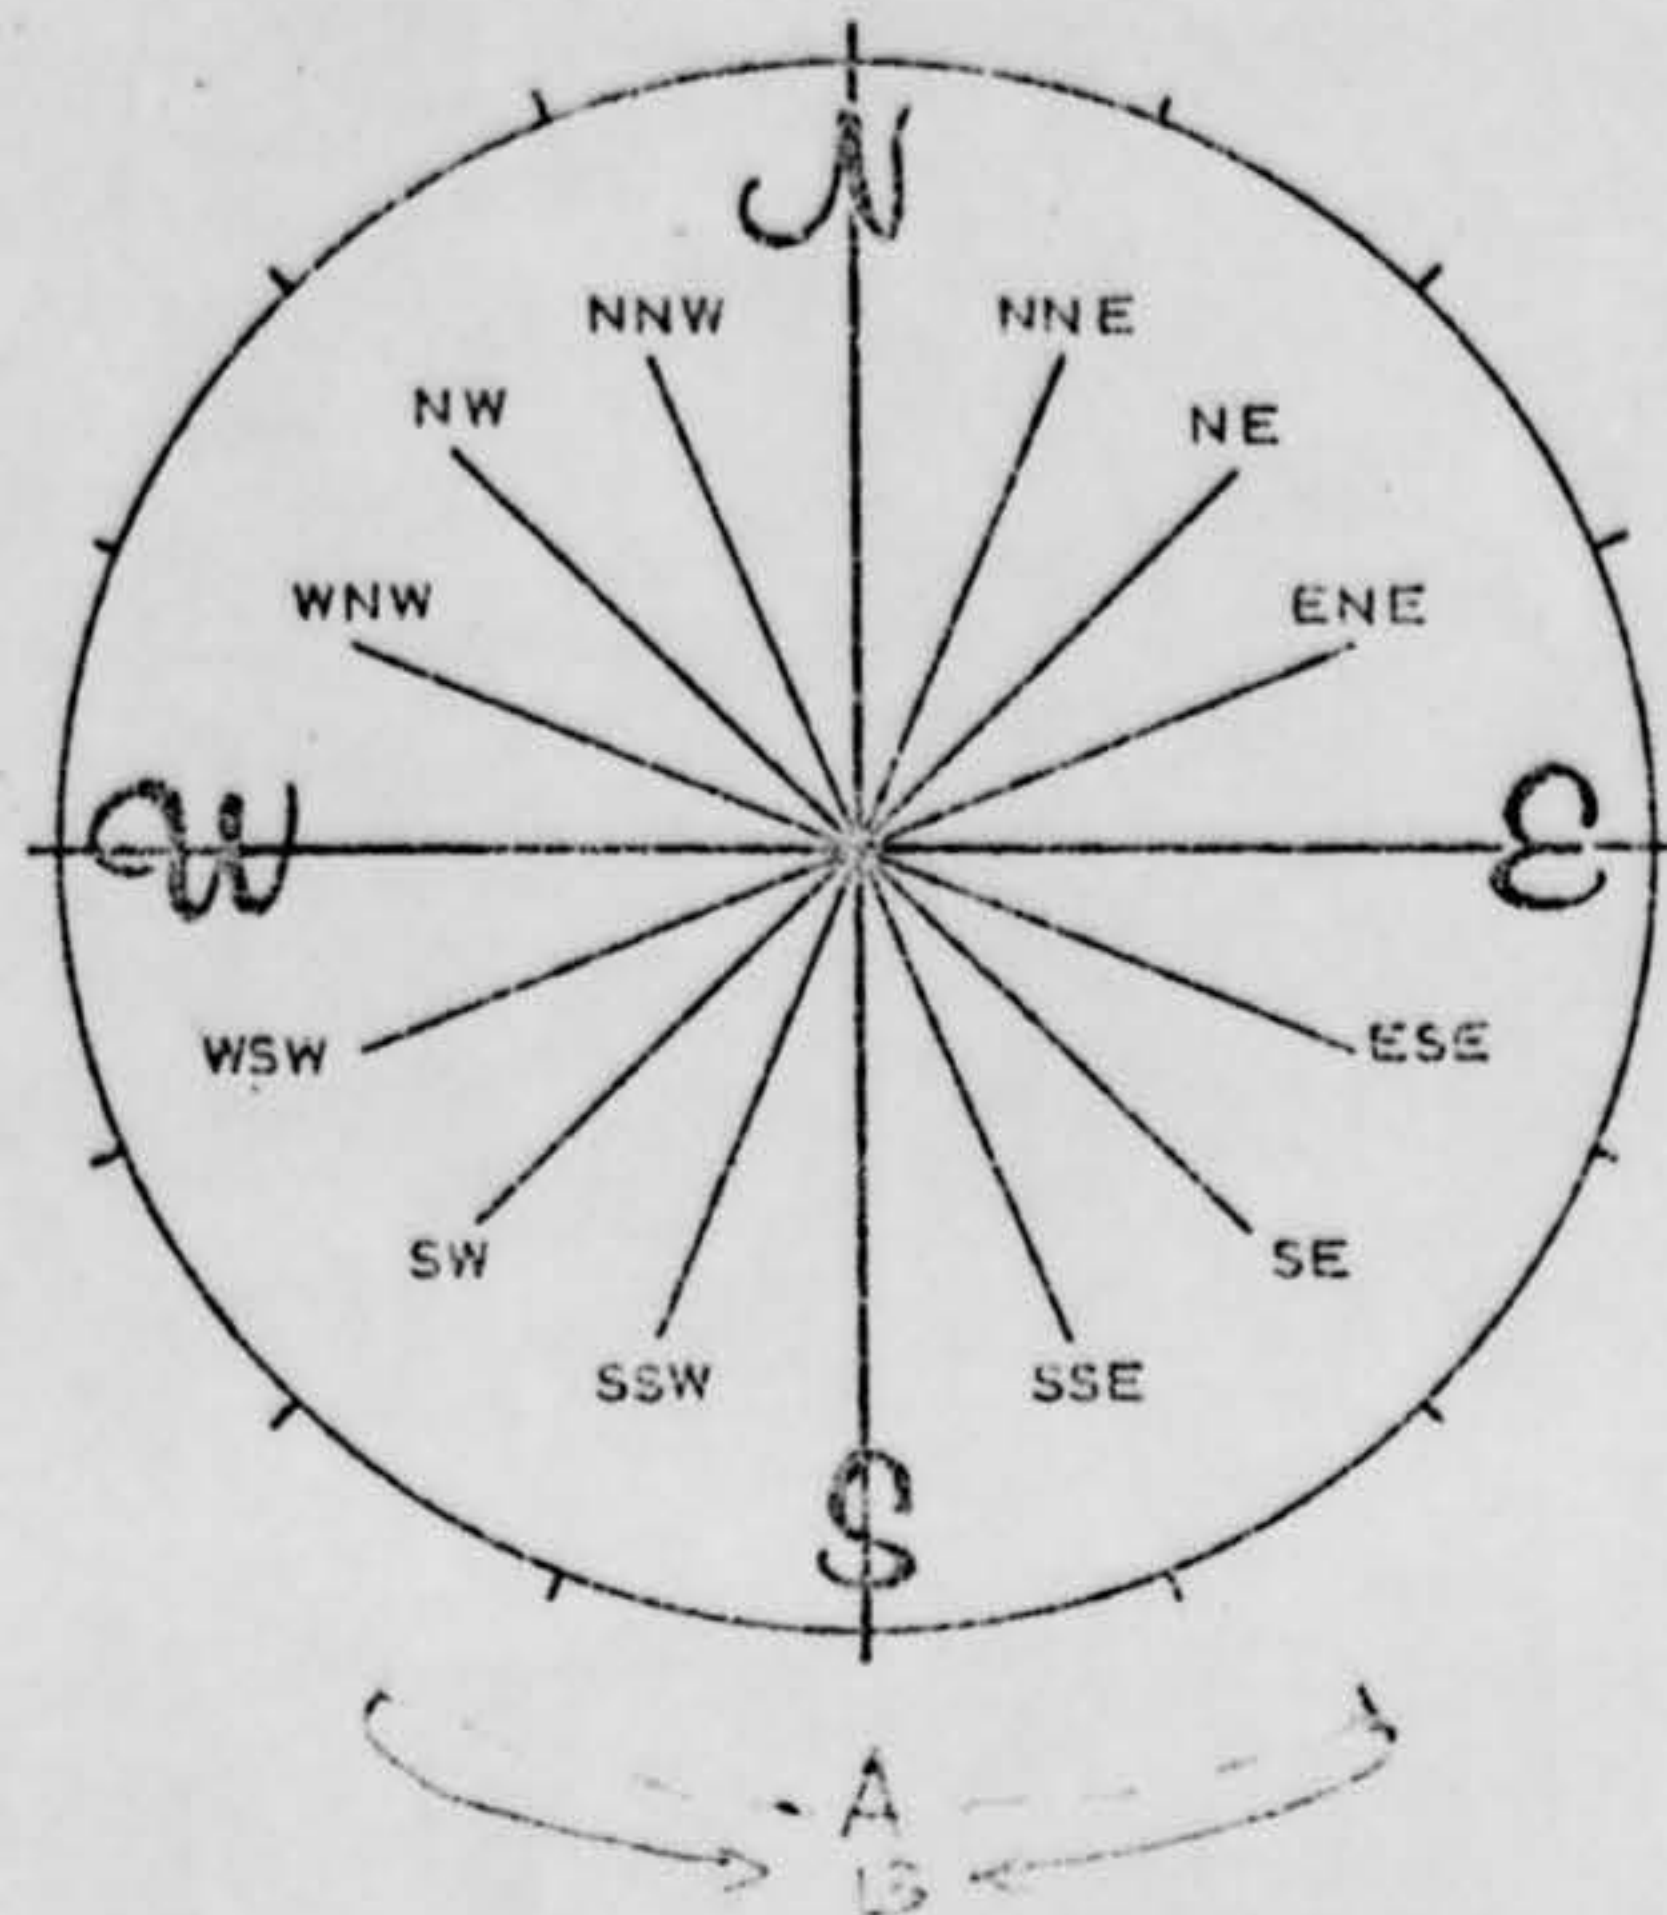 N
NNW NNE
NW NE
WNW ENE
W E
WSW ESE
SW SE
SSW SSE
S
A
B